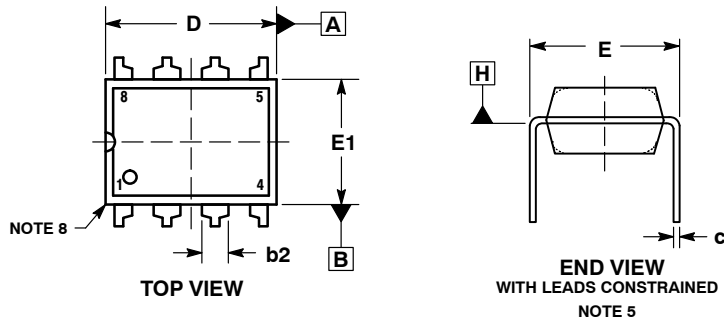 D
A
8
5
E1
1
4
NOTE 8
b2
B
TOP VIEW
E
H
c
END VIEW
WITH LEADS CONSTRAINED
NOTE 5